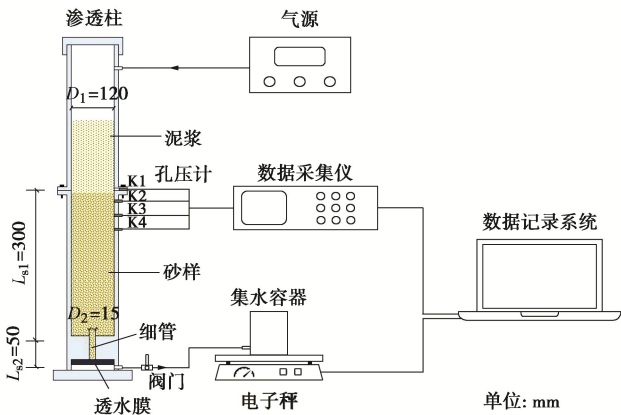 渗透柱
气源
D₁=120
泥浆
孔压计
K1
K2
K3
K4
数据采集仪
数据记录系统
Lₛ₁=300
砂样
D₂=15
细管
集水容器
Lₛ₂=50
阀门
透水膜
电子秤
单位: mm